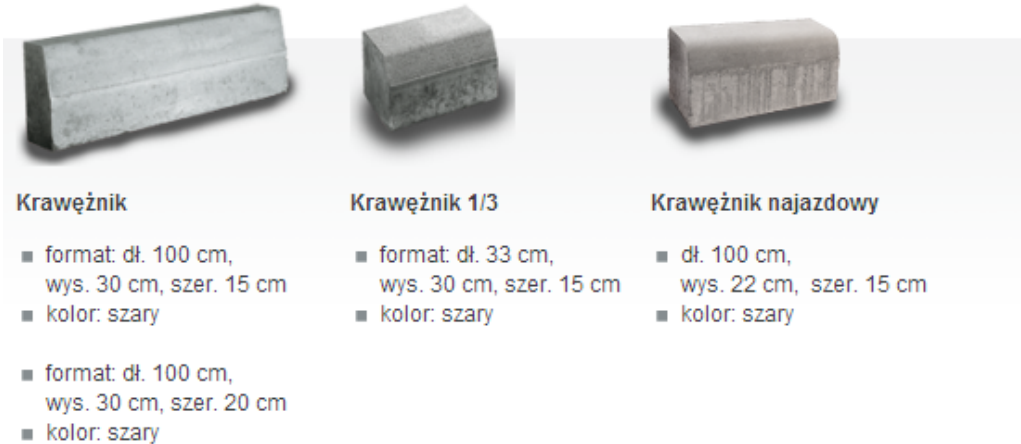 Krawężnik
format: dł. 100 cm,
wys. 30 cm, szer. 15 cm
kolor: szary
format: dł. 100 cm,
wys. 30 cm, szer. 20 cm
kolor: szary
Krawężnik 1/3
format: dł. 33 cm,
wys. 30 cm, szer. 15 cm
kolor: szary
Krawężnik najazdowy
dł. 100 cm,
wys. 22 cm, szer. 15 cm
kolor: szary